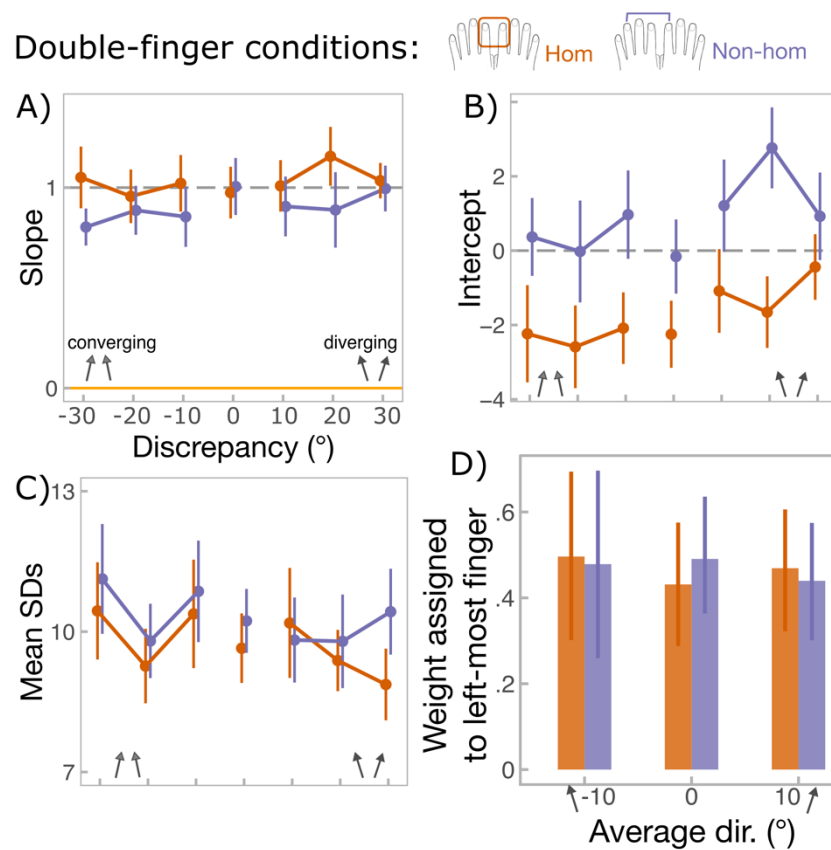 Double-finger conditions:
Hom
Non-hom
A)
1
0
Slope
converging
diverging
-30 -20 -10 0 10 20 30
Discrepancy (°)
B)
2
0
−2
−4
Intercept
C)
13
10
7
Mean SDs
D)
.6
.4
.2
0
Weight assigned
to left-most finger
-10 0 10
Average dir. (°)